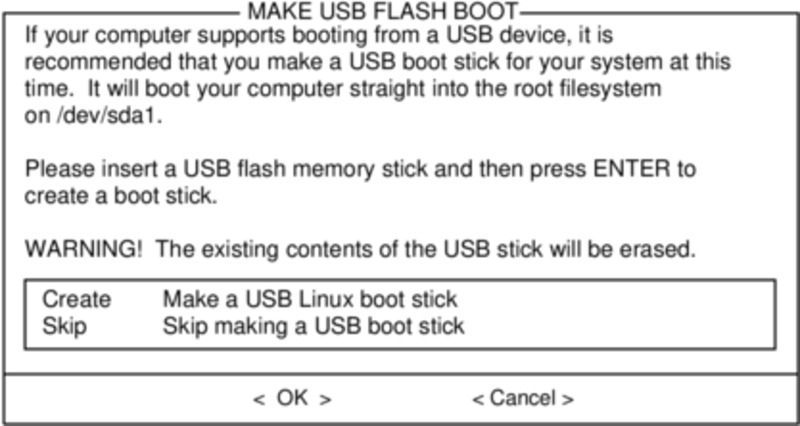 MAKE USB FLASH BOOT
If your computer supports booting from a USB device, it is
recommended that you make a USB boot stick for your system at this
time. It will boot your computer straight into the root filesystem
on /dev/sda1.
Please insert a USB flash memory stick and then press ENTER to
create a boot stick.
WARNING! The existing contents of the USB stick will be erased.
Create Make a USB Linux boot stick
Skip Skip making a USB boot stick
< OK > < Cancel >